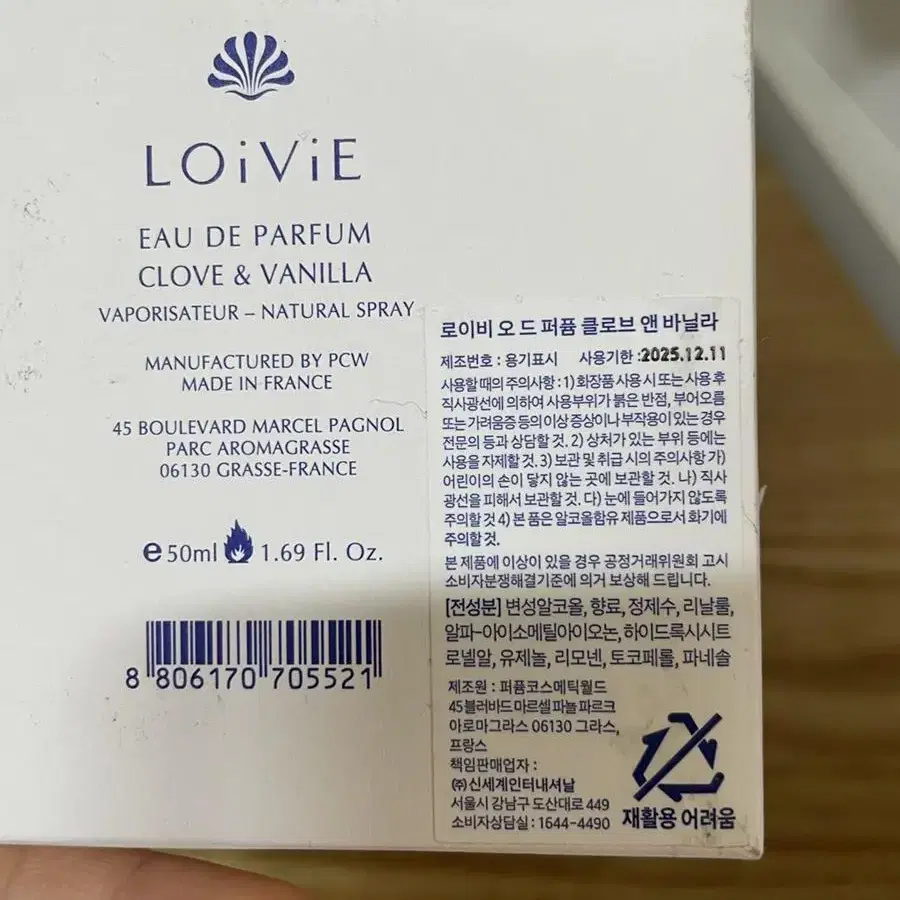 LOiViE
EAU DE PARFUM
CLOVE & VANILLA
VAPORISATEUR – NATURAL SPRAY
MANUFACTURED BY PCW
MADE IN FRANCE
45 BOULEVARD MARCEL PAGNOL
PARC AROMAGRASSE
06130 GRASSE-FRANCE
e50ml 1.69 Fl. Oz.
8 806170 705521
로이비 오 드 퍼퓸 클로브 앤 바닐라
제조번호 : 용기표시 사용기한 : 2025.12.11
사용할 때의 주의사항 : 1) 화장품 사용 시 또는 사용 후
직사광선에 의하여 사용부위가 붉은 반점, 부어오름
또는 가려움증 등의 이상 증상이나 부작용이 있는 경우
전문의 등과 상담할 것. 2) 상처가 있는 부위 등에는
사용을 자제할 것. 3) 보관 및 취급 시의 주의사항 가)
어린이의 손이 닿지 않는 곳에 보관할 것. 나) 직사
광선을 피해서 보관할 것. 다) 눈에 들어가지 않도록
주의할 것 4) 본 품은 알코올함유 제품으로서 화기에
주의할 것.
본 제품에 이상이 있을 경우 공정거래위원회 고시
소비자분쟁해결기준에 의거 보상해 드립니다.
[전성분] 변성알코올, 향료, 정제수, 리날룰,
알파-아이소메틸아이오논, 하이드록시시트
로넬알, 유제놀, 리모넨, 토코페롤, 파네솔
제조원 : 퍼퓸코스메틱월드
45블러바드 마르셀 파뇰 파르크
아로마그라스 06130 그라스,
프랑스
책임판매업자 :
㈜신세계인터내셔날
서울시 강남구 도산대로 449
소비자상담실 : 1644-4490
재활용 어려움